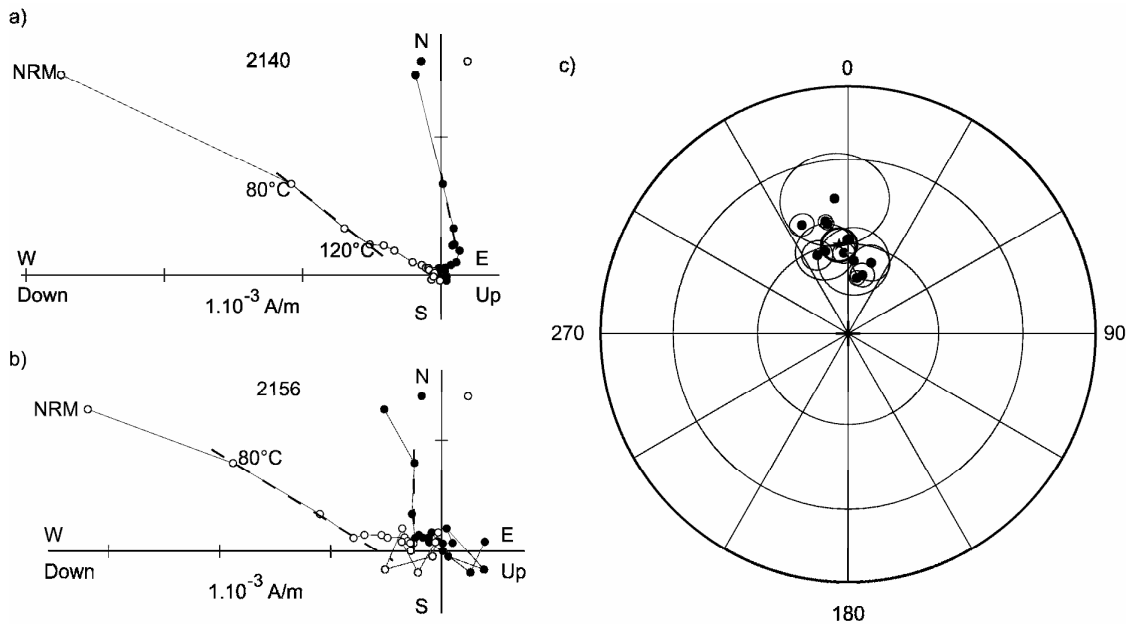 a)
N
2140
NRM
80°C
120°C
W
E
Down
Up
1.10⁻³ A/m
S
b)
N
2156
NRM
80°C
W
E
Down
Up
1.10⁻³ A/m
S
c)
0
270
90
180